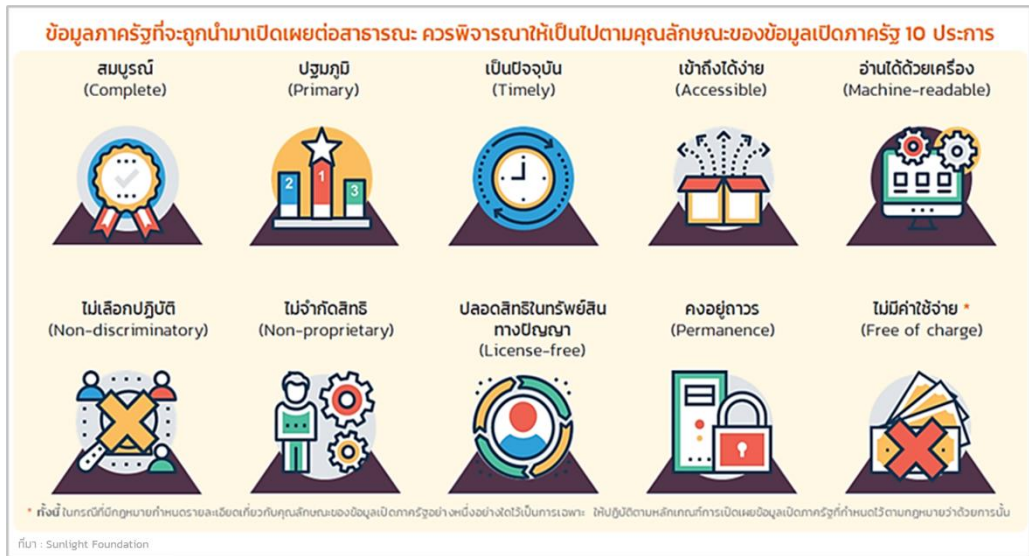 ข้อมูลภาครัฐที่จะถูกนำมาเปิดเผยต่อสาธารณะ ควรพิจารณาให้เป็นไปตามคุณลักษณะของข้อมูลเปิดภาครัฐ 10 ประการ
สมบูรณ์
(Complete)
ปฐมภูมิ
(Primary)
เป็นปัจจุบัน
(Timely)
เข้าถึงได้ง่าย
(Accessible)
อ่านได้ด้วยเครื่อง
(Machine-readable)
2
1
3
ไม่เลือกปฏิบัติ
(Non-discriminatory)
ไม่จำกัดสิทธิ
(Non-proprietary)
ปลอดสิทธิในทรัพย์สิน
ทางปัญญา
(License-free)
คงอยู่ถาวร
(Permanence)
ไม่มีค่าใช้จ่าย *
(Free of charge)
* ทั้งนี้ ในกรณีที่มีกฎหมายกำหนดรายละเอียดเกี่ยวกับคุณลักษณะของข้อมูลเปิดภาครัฐอย่างหนึ่งอย่างใดไว้เป็นการเฉพาะ ให้ปฏิบัติตามหลักเกณฑ์การเปิดเผยข้อมูลเปิดภาครัฐที่กำหนดไว้ตามกฎหมายว่าด้วยการนั้น
ที่มา : Sunlight Foundation